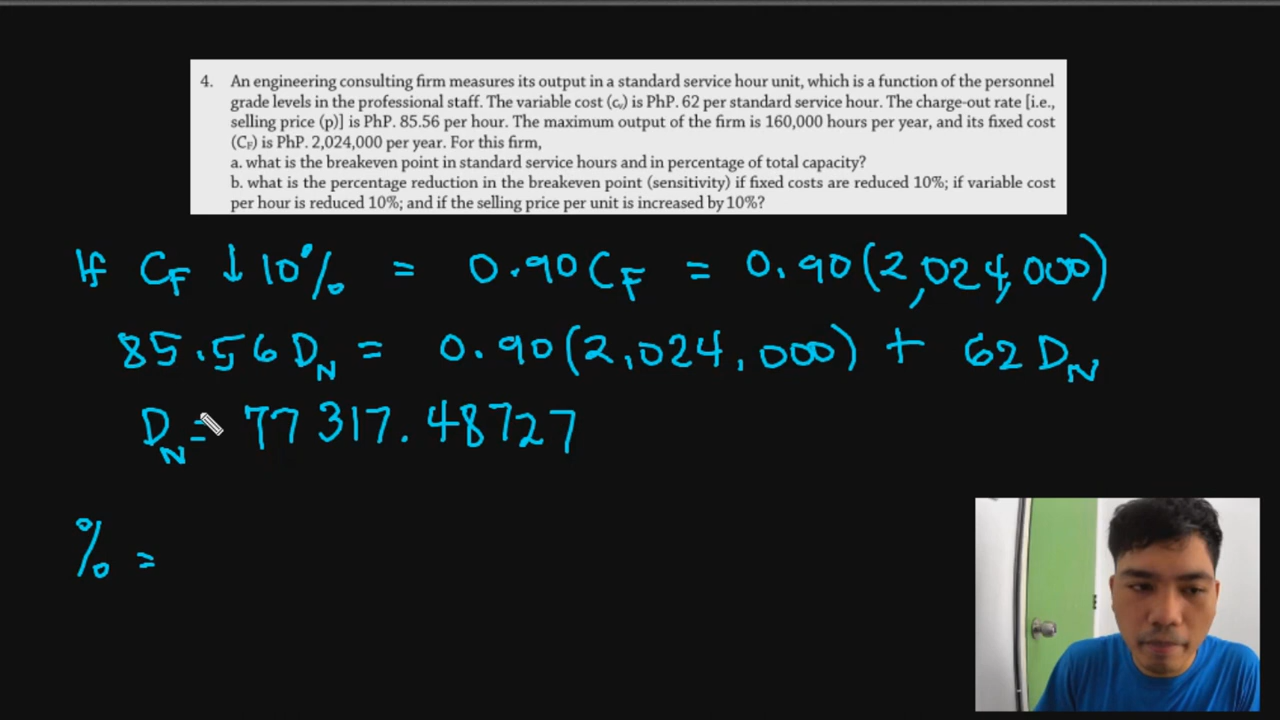 4. An engineering consulting firm measures its output in a standard service hour unit, which is a function of the personnel
grade levels in the professional staff. The variable cost (cᵥ) is PhP. 62 per standard service hour. The charge-out rate [i.e.,
selling price (p)] is PhP. 85.56 per hour. The maximum output of the firm is 160,000 hours per year, and its fixed cost
(C_F) is PhP. 2,024,000 per year. For this firm,
a. what is the breakeven point in standard service hours and in percentage of total capacity?
b. what is the percentage reduction in the breakeven point (sensitivity) if fixed costs are reduced 10%; if variable cost
per hour is reduced 10%; and if the selling price per unit is increased by 10%?
If C_F ↓ 10% = 0.90 C_F = 0.90(2,024,000)
85.56 D_N = 0.90(2,024,000) + 62 D_N
D_N = 77317.48727
% =